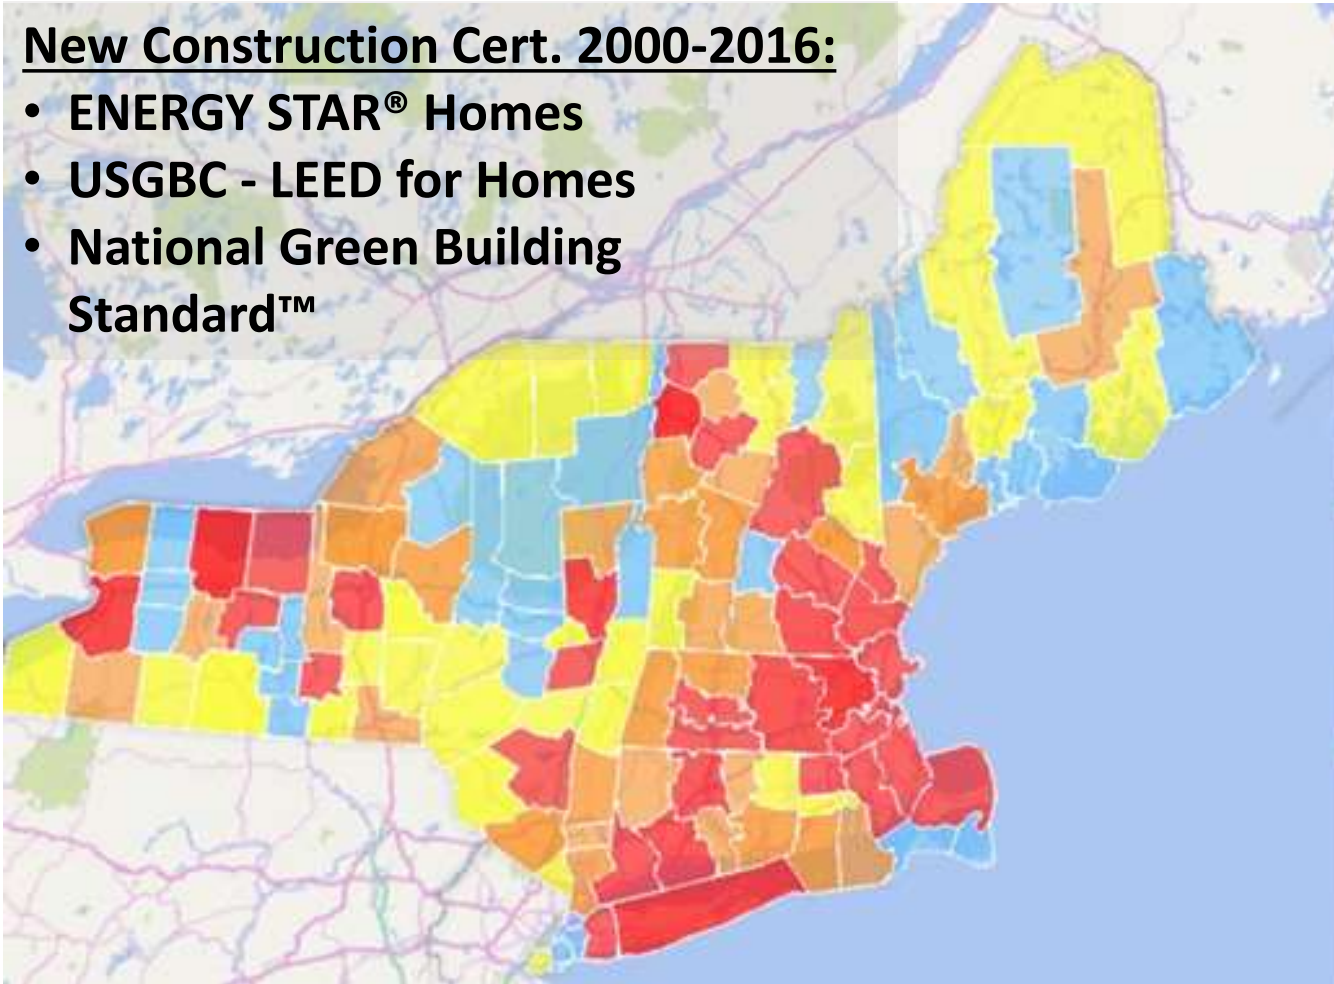 New Construction Cert. 2000-2016:
• ENERGY STAR® Homes
• USGBC - LEED for Homes
• National Green Building
Standard™